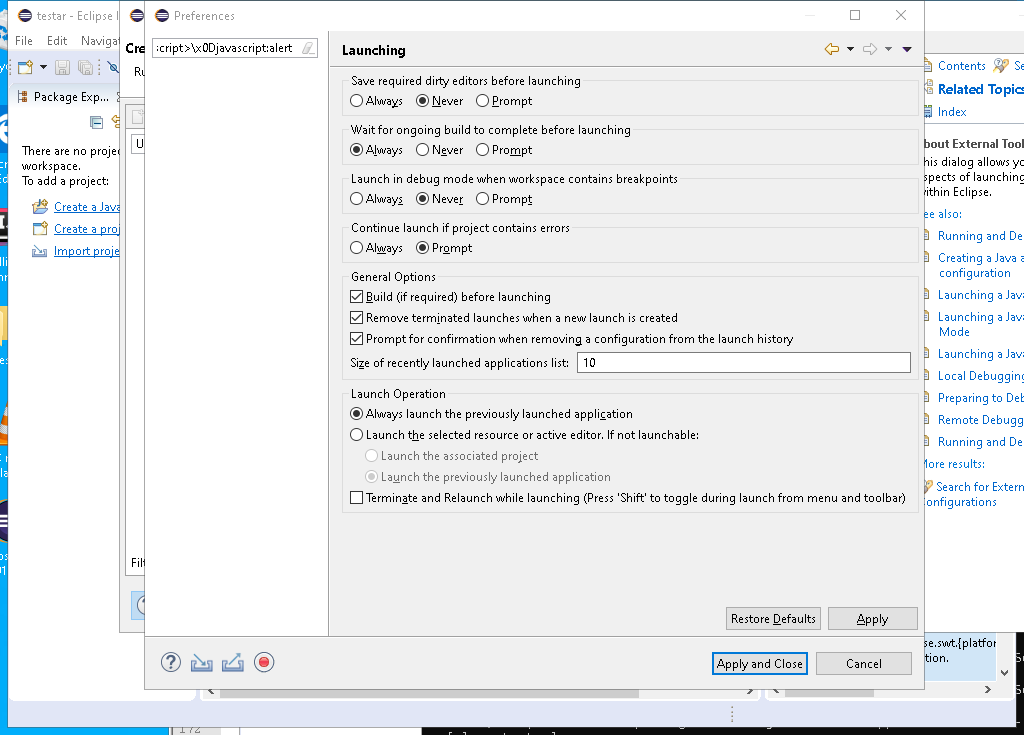 testar - Eclipse I
Preferences
File Edit Navigat
Package Exp...
There are no proje
workspace.
To add a project:
Create a Java
Create a proj
Import proje
Cre
Ru
U
Filt
:cript>\x0Djavascript:alert
Launching
Save required dirty editors before launching
Always Never Prompt
Wait for ongoing build to complete before launching
Always Never Prompt
Launch in debug mode when workspace contains breakpoints
Always Never Prompt
Continue launch if project contains errors
Always Prompt
General Options
Build (if required) before launching
Remove terminated launches when a new launch is created
Prompt for confirmation when removing a configuration from the launch history
Size of recently launched applications list: 10
Launch Operation
Always launch the previously launched application
Launch the selected resource or active editor. If not launchable:
Launch the associated project
Launch the previously launched application
Terminate and Relaunch while launching (Press 'Shift' to toggle during launch from menu and toolbar)
Restore Defaults Apply
Apply and Close Cancel
Contents Se
Related Topics
Index
bout External Tool
his dialog allows yo
spects of launching
ithin Eclipse.
ee also:
Running and De
Creating a Java a
configuration
Launching a Java
Launching a Java
Mode
Launching a Java
Local Debugging
Preparing to Deb
Remote Debugg
Running and De
More results:
Search for Extern
onfigurations
se.swt.{platfor
tion.
172